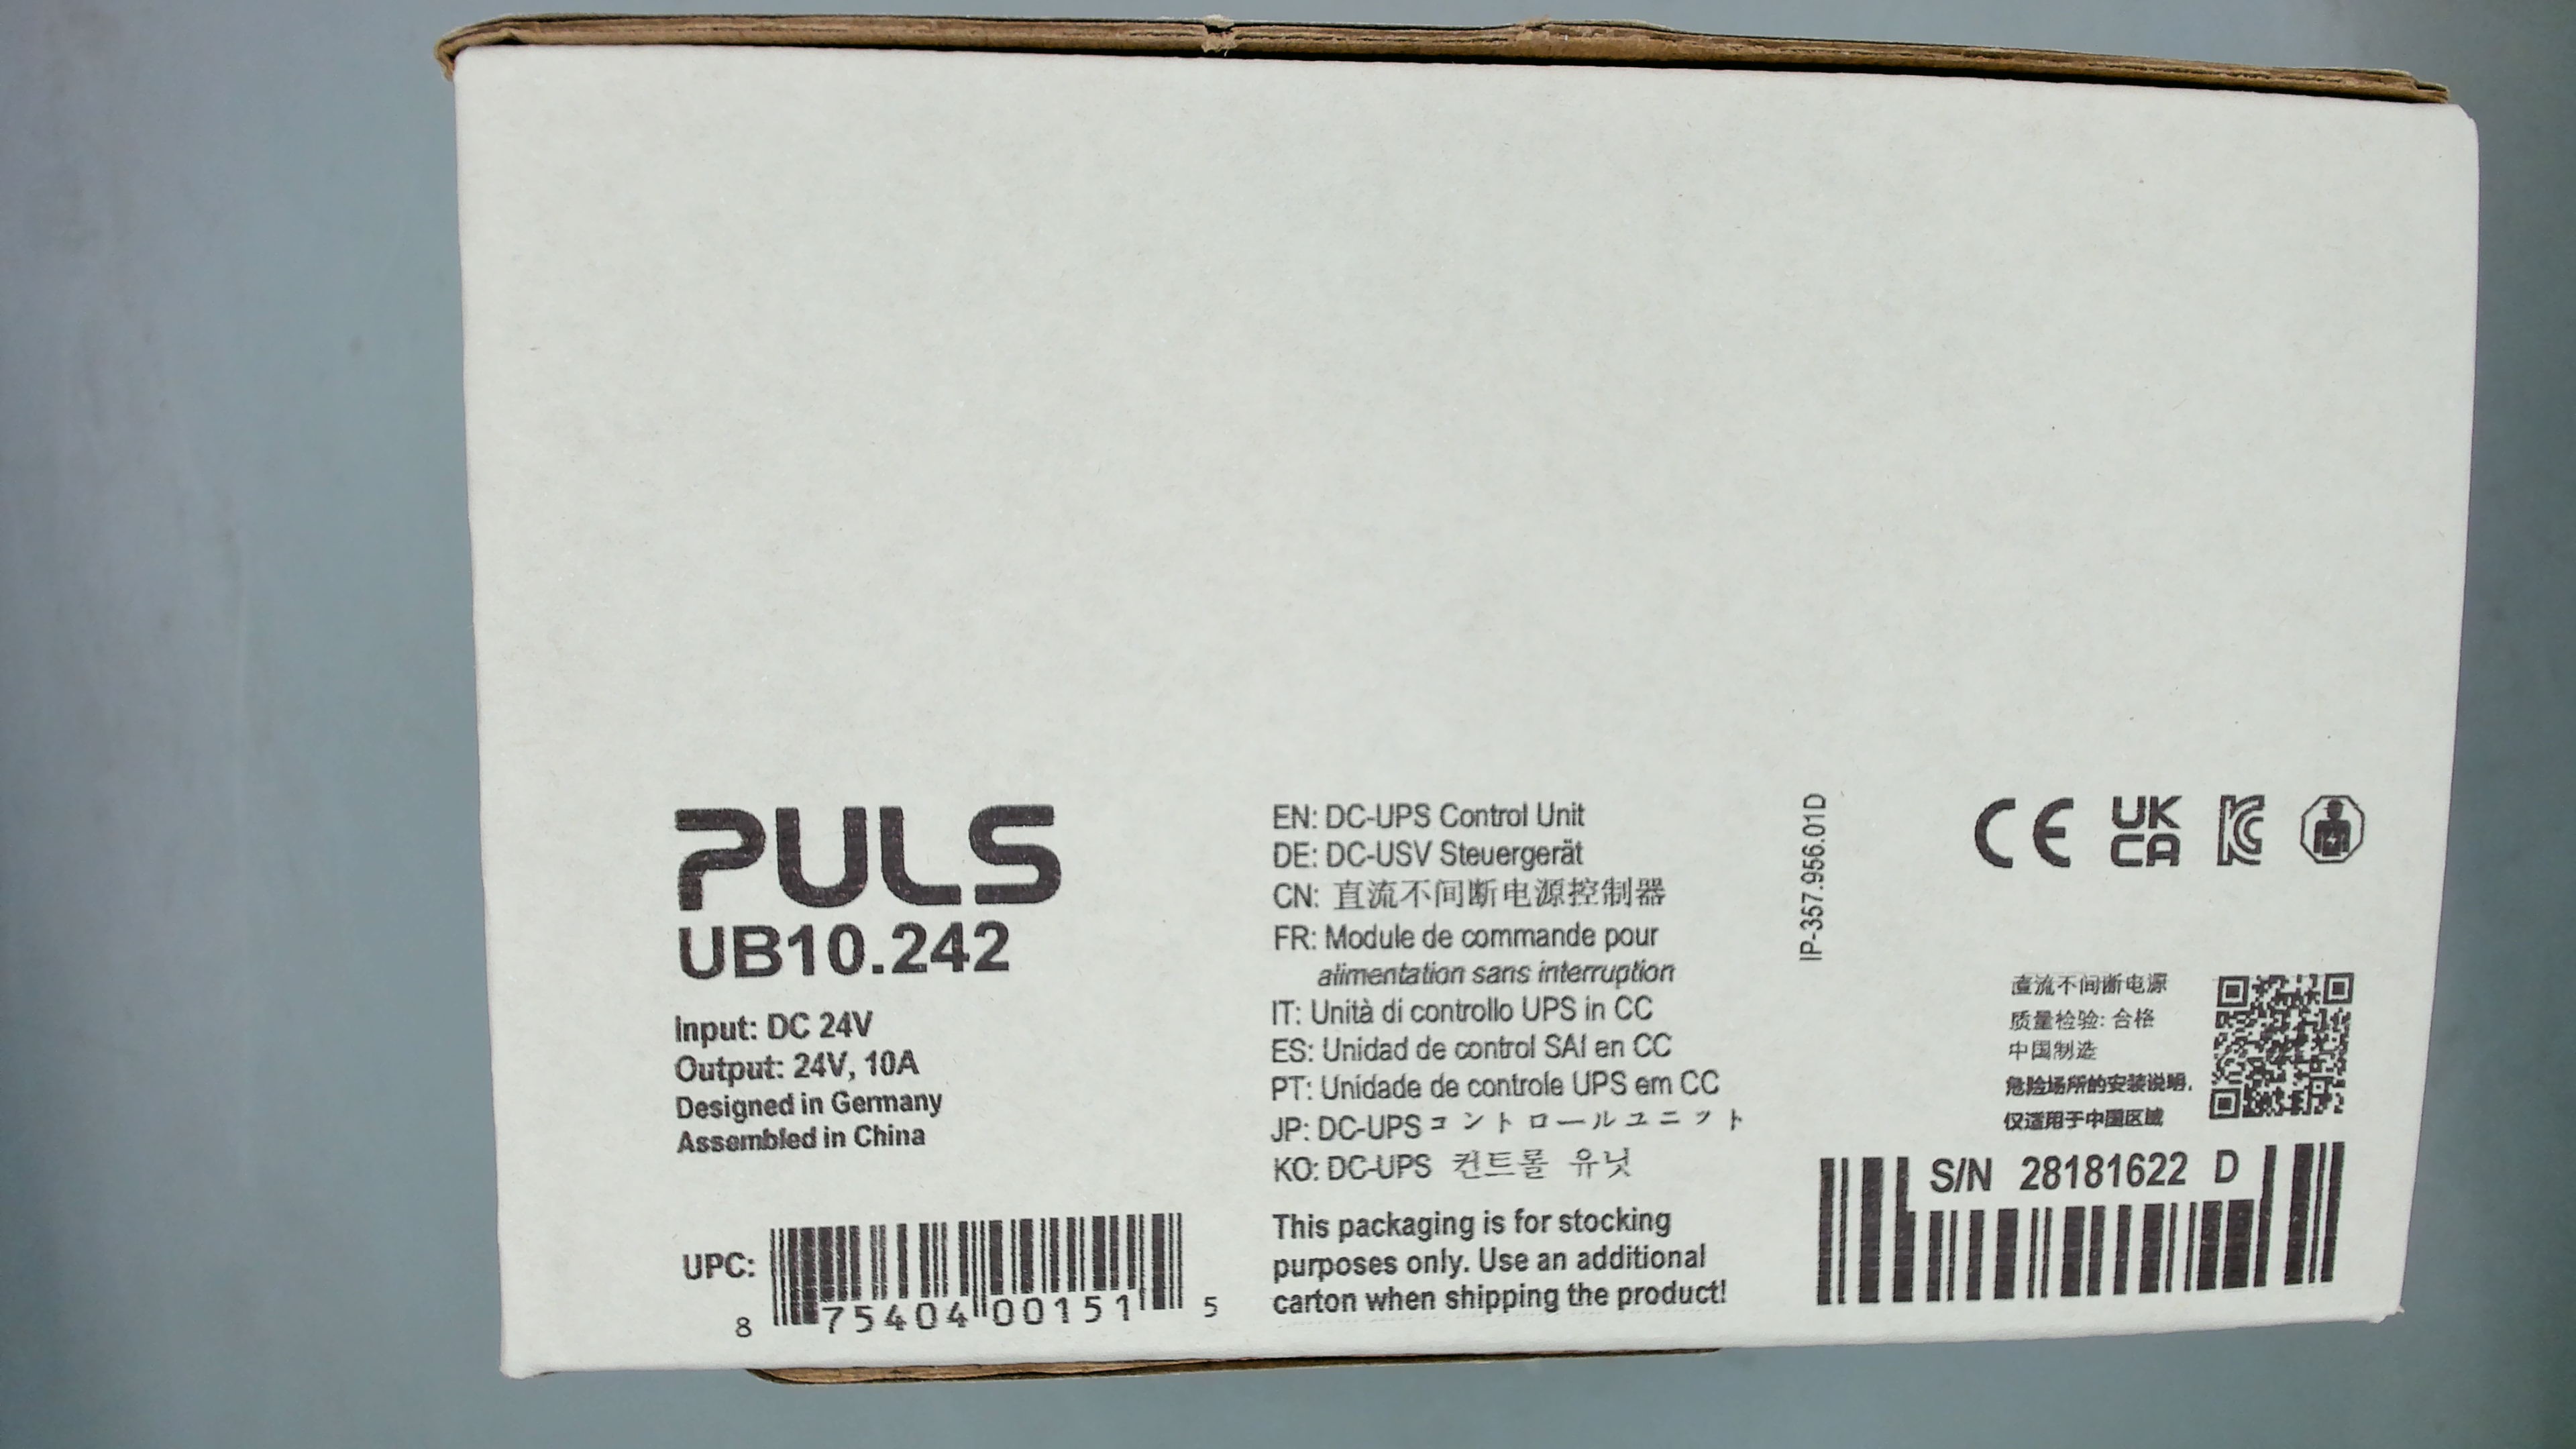 PULS
UB10.242
Input: DC 24V
Output: 24V, 10A
Designed in Germany
Assembled in China
UPC:
8 75404 00151 5
EN: DC-UPS Control Unit
DE: DC-USV Steuergerät
CN: 直流不间断电源控制器
FR: Module de commande pour
alimentation sans interruption
IT: Unità di controllo UPS in CC
ES: Unidad de control SAI en CC
PT: Unidade de controle UPS em CC
JP: DC-UPSコントロールユニット
KO: DC-UPS 컨트롤 유닛
This packaging is for stocking
purposes only. Use an additional
carton when shipping the product!
IP-357.956.01D
CE UK CA
直流不间断电源
质量检验: 合格
中国制造
危险场所的安装说明,
仅适用于中国区域
S/N 28181622 D